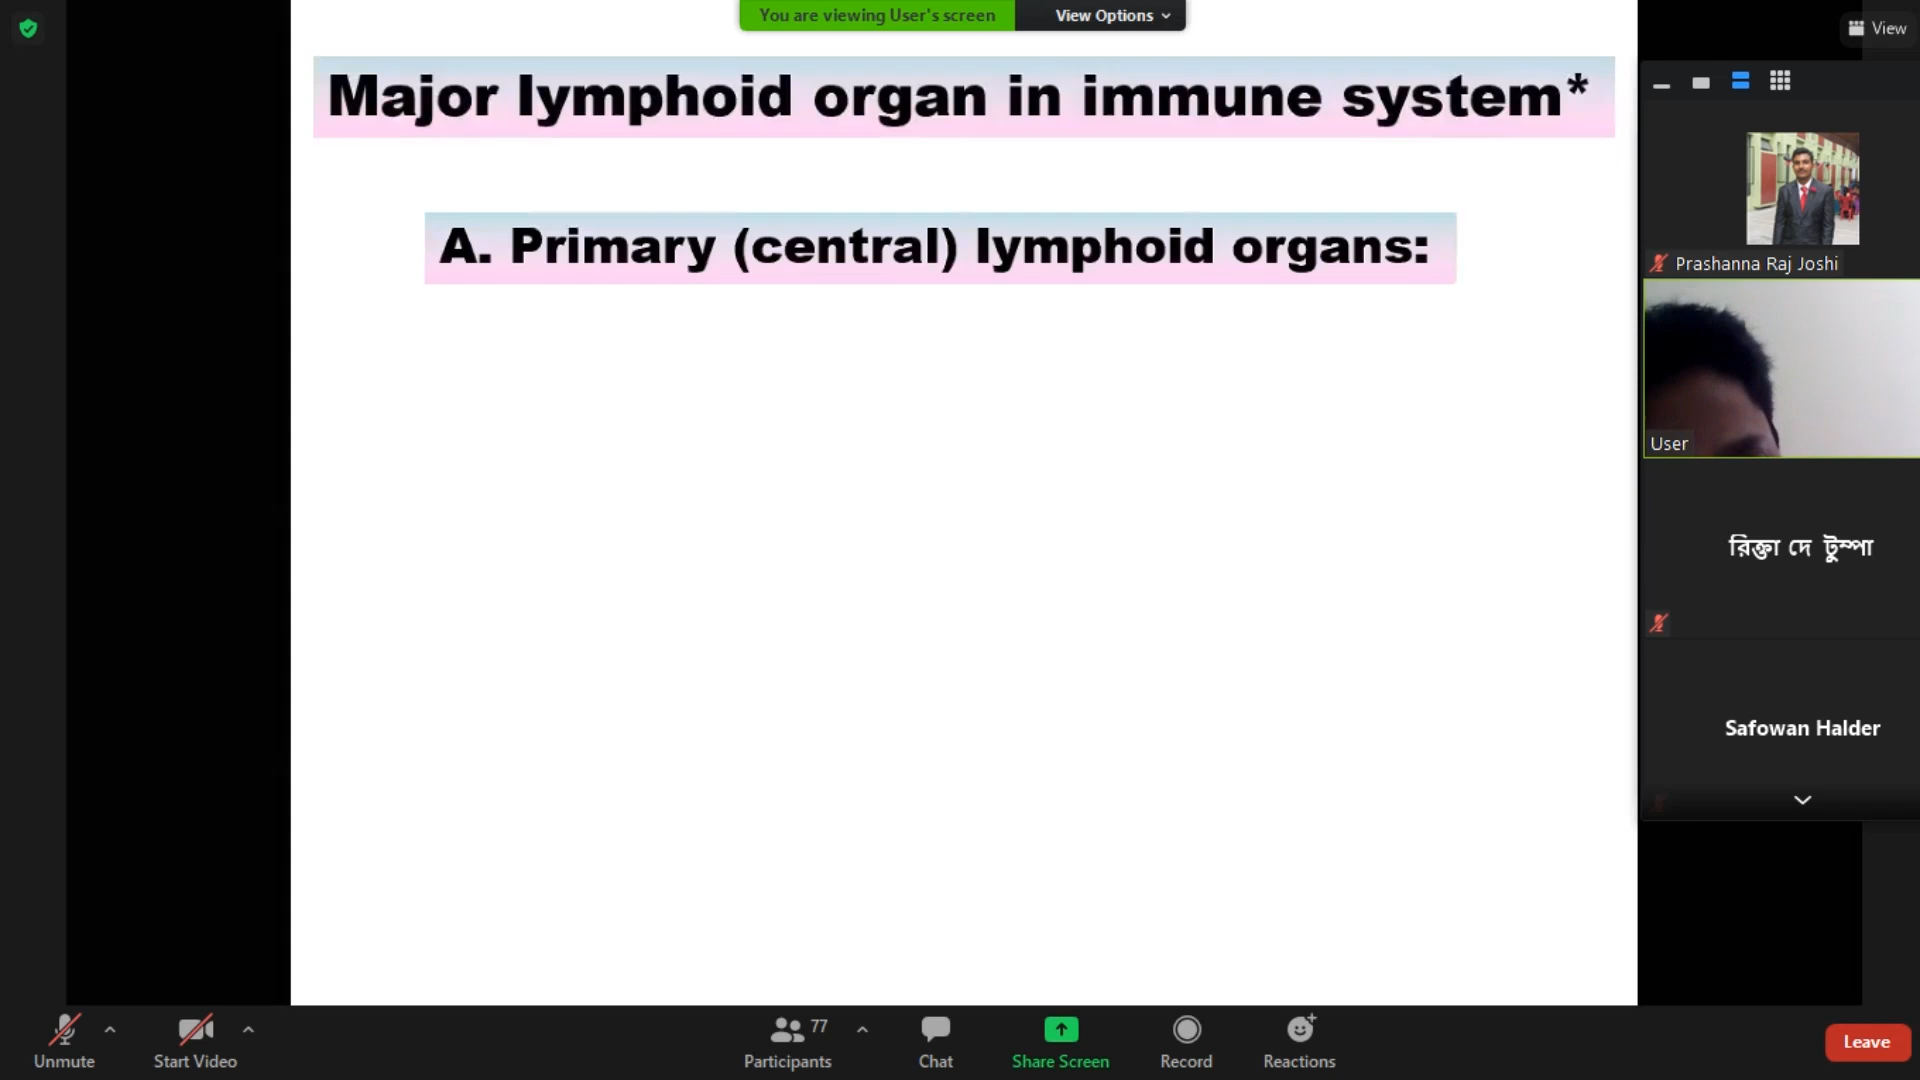 You are viewing User's screen View Options
View
Major lymphoid organ in immune system*
A. Primary (central) lymphoid organs:
Prashanna Raj Joshi
User
রিক্তা দে টুম্পা
Safowan Halder
Unmute
Start Video
77
Participants
Chat
Share Screen
Record
Reactions
Leave